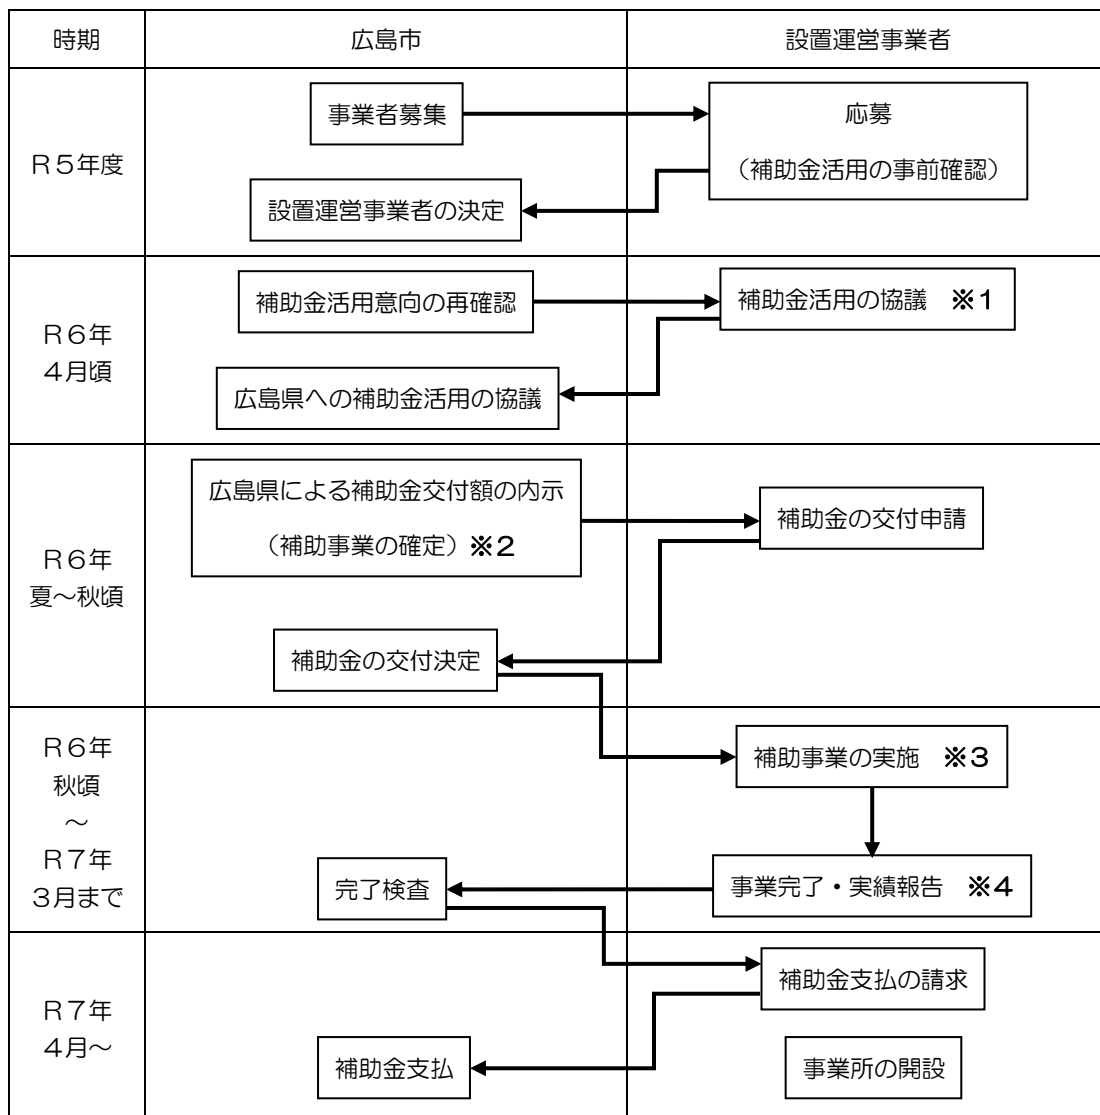 時期
広島市
設置運営事業者
R5年度
事業者募集
応募
（補助金活用の事前確認）
設置運営事業者の決定
R6年
4月頃
補助金活用意向の再確認
補助金活用の協議　※1
広島県への補助金活用の協議
R6年
夏～秋頃
広島県による補助金交付額の内示
（補助事業の確定）※2
補助金の交付申請
補助金の交付決定
R6年
秋頃
～
R7年
3月まで
補助事業の実施　※3
事業完了・実績報告　※4
完了検査
R7年
4月～
補助金支払の請求
補助金支払
事業所の開設